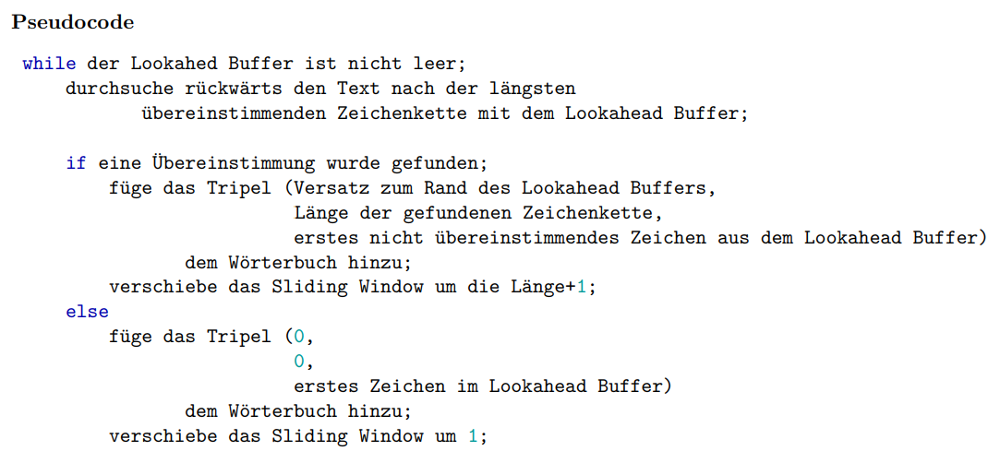 Pseudocode
while der Lookahed Buffer ist nicht leer;
durchsuche rückwärts den Text nach der längsten
übereinstimmenden Zeichenkette mit dem Lookahead Buffer;
if eine Übereinstimmung wurde gefunden;
füge das Tripel (Versatz zum Rand des Lookahead Buffers,
Länge der gefundenen Zeichenkette,
erstes nicht übereinstimmendes Zeichen aus dem Lookahead Buffer)
dem Wörterbuch hinzu;
verschiebe das Sliding Window um die Länge+1;
else
füge das Tripel (0,
0,
erstes Zeichen im Lookahead Buffer)
dem Wörterbuch hinzu;
verschiebe das Sliding Window um 1;